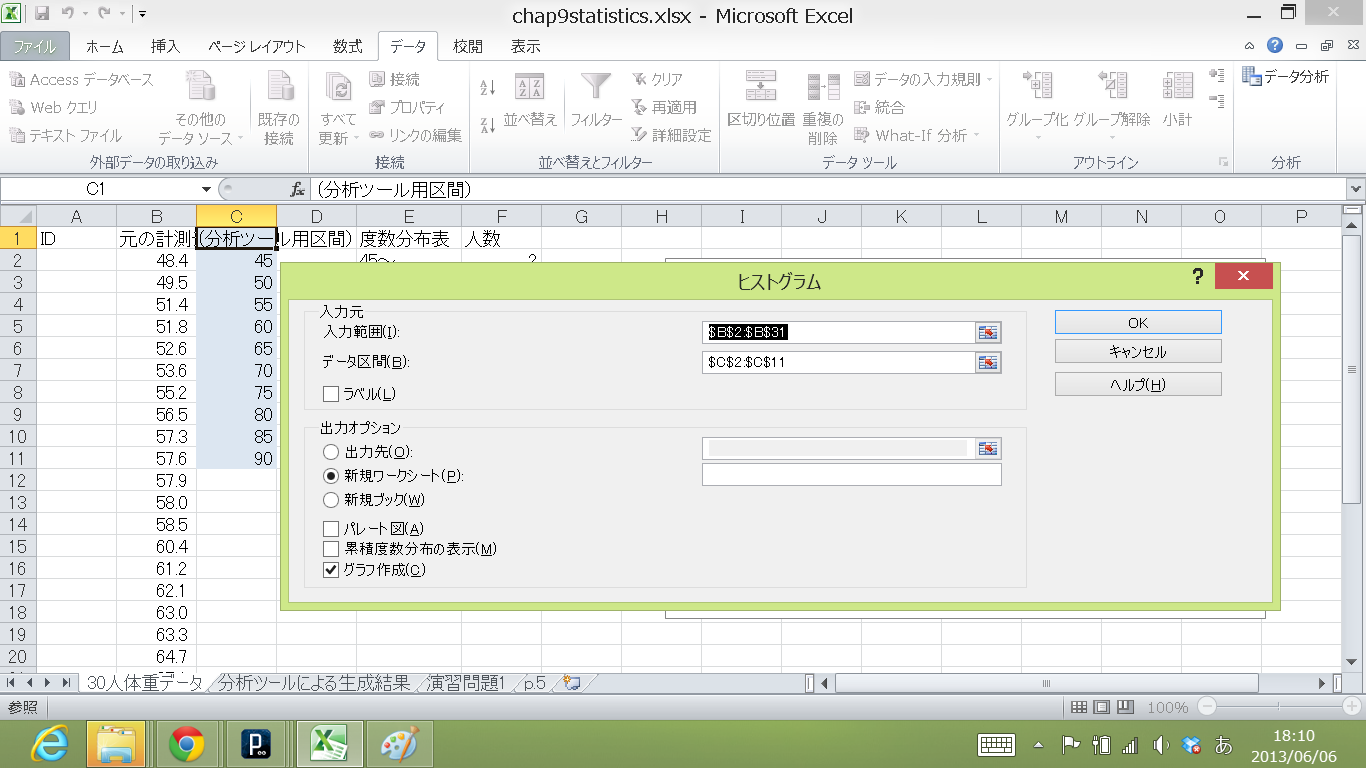 chap9statistics.xlsx - Microsoft Excel
ファイル ホーム 挿入 ページ レイアウト 数式 データ 校閲 表示
Access データベース
Web クエリ
テキスト ファイル
その他の
データ ソース
既存の
接続
外部データの取り込み
すべて
更新
接続
プロパティ
リンクの編集
接続
並べ替え
フィルター
クリア
再適用
詳細設定
並べ替えとフィルター
区切り位置
重複の
削除
データの入力規則
統合
What-If 分析
データ ツール
グループ化 グループ解除 小計
アウトライン
データ分析
分析
C1 fx (分析ツール用区間)
A B C D E F G H I J K L M N O P
1 ID 元の計測 (分析ツール用区間) 度数分布表 人数
2 48.4 45 45～ 2
3 49.5 50
4 51.4 55
5 51.8 60
6 52.6 65
7 53.6 70
8 55.2 75
9 56.5 80
10 57.3 85
11 57.6 90
12 57.9
13 58.0
14 58.5
15 60.4
16 61.2
17 62.1
18 63.0
19 63.3
20 64.7
ヒストグラム
? ×
入力元
入力範囲(I): $B$2:$B$31
データ区間(B): $C$2:$C$11
ラベル(L)
出力オプション
出力先(O):
新規ワークシート(P):
新規ブック(W)
パレート図(A)
累積度数分布の表示(M)
グラフ作成(C)
OK
キャンセル
ヘルプ(H)
30人体重データ 分析ツールによる生成結果 演習問題1 p.5
参照 100%
あ
18:10
2013/06/06